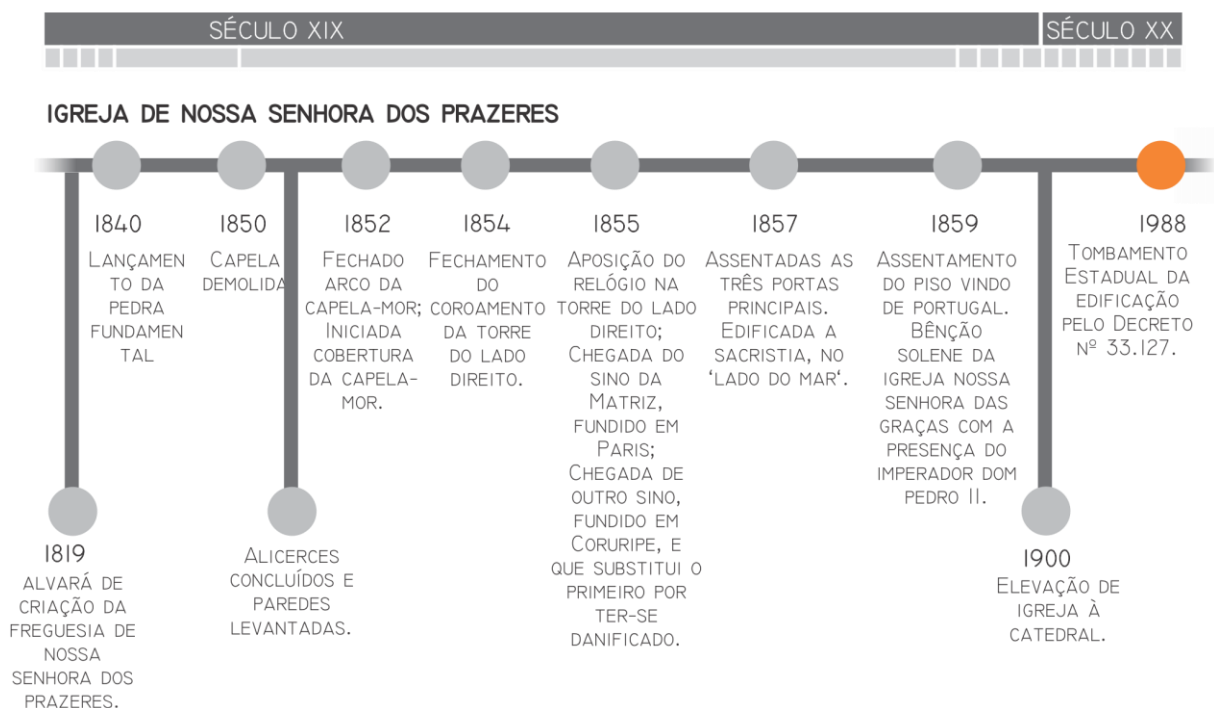 SÉCULO XIX
SÉCULO XX
IGREJA DE NOSSA SENHORA DOS PRAZERES
1840
LANÇAMEN
TO DA
PEDRA
FUNDAMEN
TAL
1850
CAPELA
DEMOLIDA
1852
FECHADO
ARCO DA
CAPELA-MOR;
INICIADA
COBERTURA
DA CAPELA-
MOR.
1854
FECHAMENTO
DO
COROAMENTO
DA TORRE
DO LADO
DIREITO.
1855
APOSIÇÃO DO
RELÓGIO NA
TORRE DO LADO
DIREITO;
CHEGADA DO
SINO DA
MATRIZ,
FUNDIDO EM
PARIS;
CHEGADA DE
OUTRO SINO,
FUNDIDO EM
CORURIPE, E
QUE SUBSTITUI O
PRIMEIRO POR
TER-SE
DANIFICADO.
1857
ASSENTADAS AS
TRÊS PORTAS
PRINCIPAIS.
EDIFICADA A
SACRISTIA, NO
'LADO DO MAR'.
1859
ASSENTAMENTO
DO PISO VINDO
DE PORTUGAL.
BÊNÇÃO
SOLENE DA
IGREJA NOSSA
SENHORA DAS
GRAÇAS COM A
PRESENÇA DO
IMPERADOR DOM
PEDRO II.
1988
TOMBAMENTO
ESTADUAL DA
EDIFICAÇÃO
PELO DECRETO
Nº 33.127.
1819
ALVARÁ DE
CRIAÇÃO DA
FREGUESIA DE
NOSSA
SENHORA DOS
PRAZERES.
ALICERCES
CONCLUÍDOS E
PAREDES
LEVANTADAS.
1900
ELEVAÇÃO DE
IGREJA À
CATEDRAL.